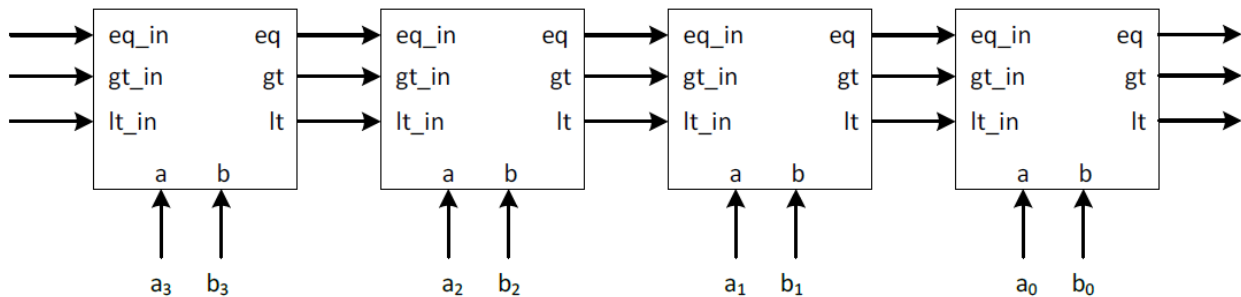 eq_in eq eq_in eq eq_in eq eq_in eq
gt_in gt gt_in gt gt_in gt gt_in gt
lt_in lt lt_in lt lt_in lt lt_in lt
a b a b a b a b
a₃ b₃ a₂ b₂ a₁ b₁ a₀ b₀